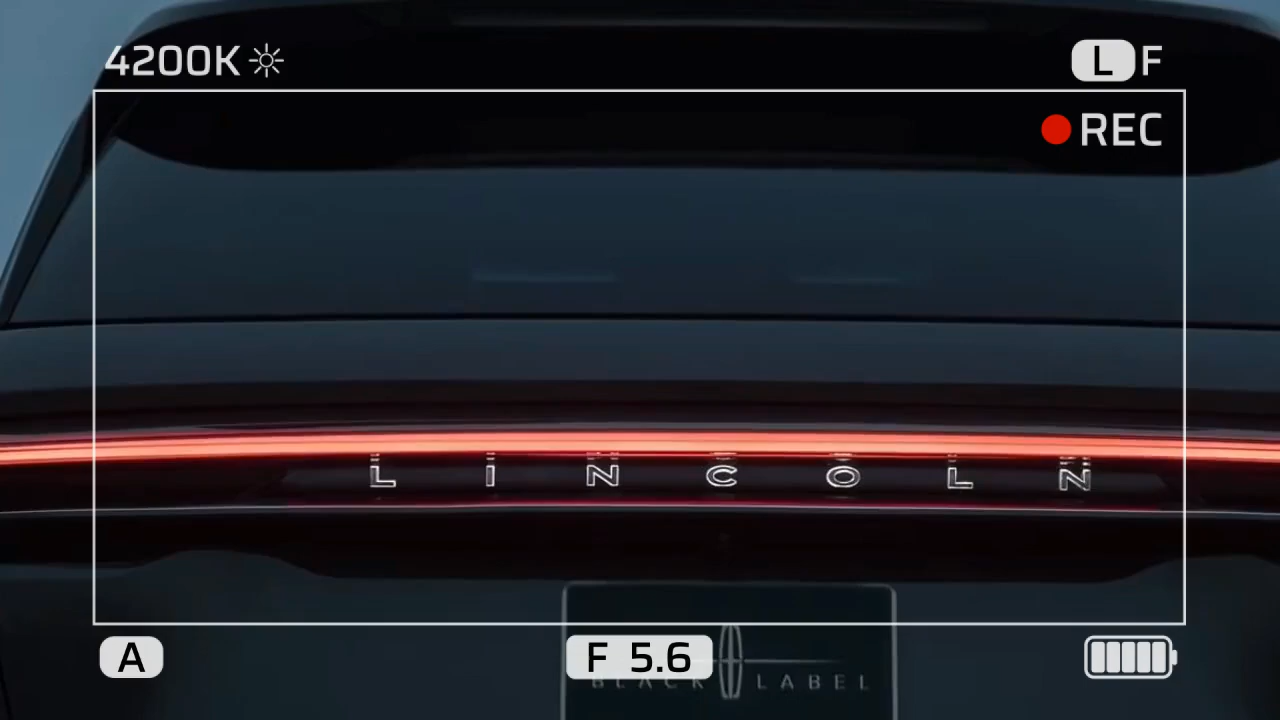 4200K
L F
REC
LINCOLN
A
F 5.6
BLACK LABEL